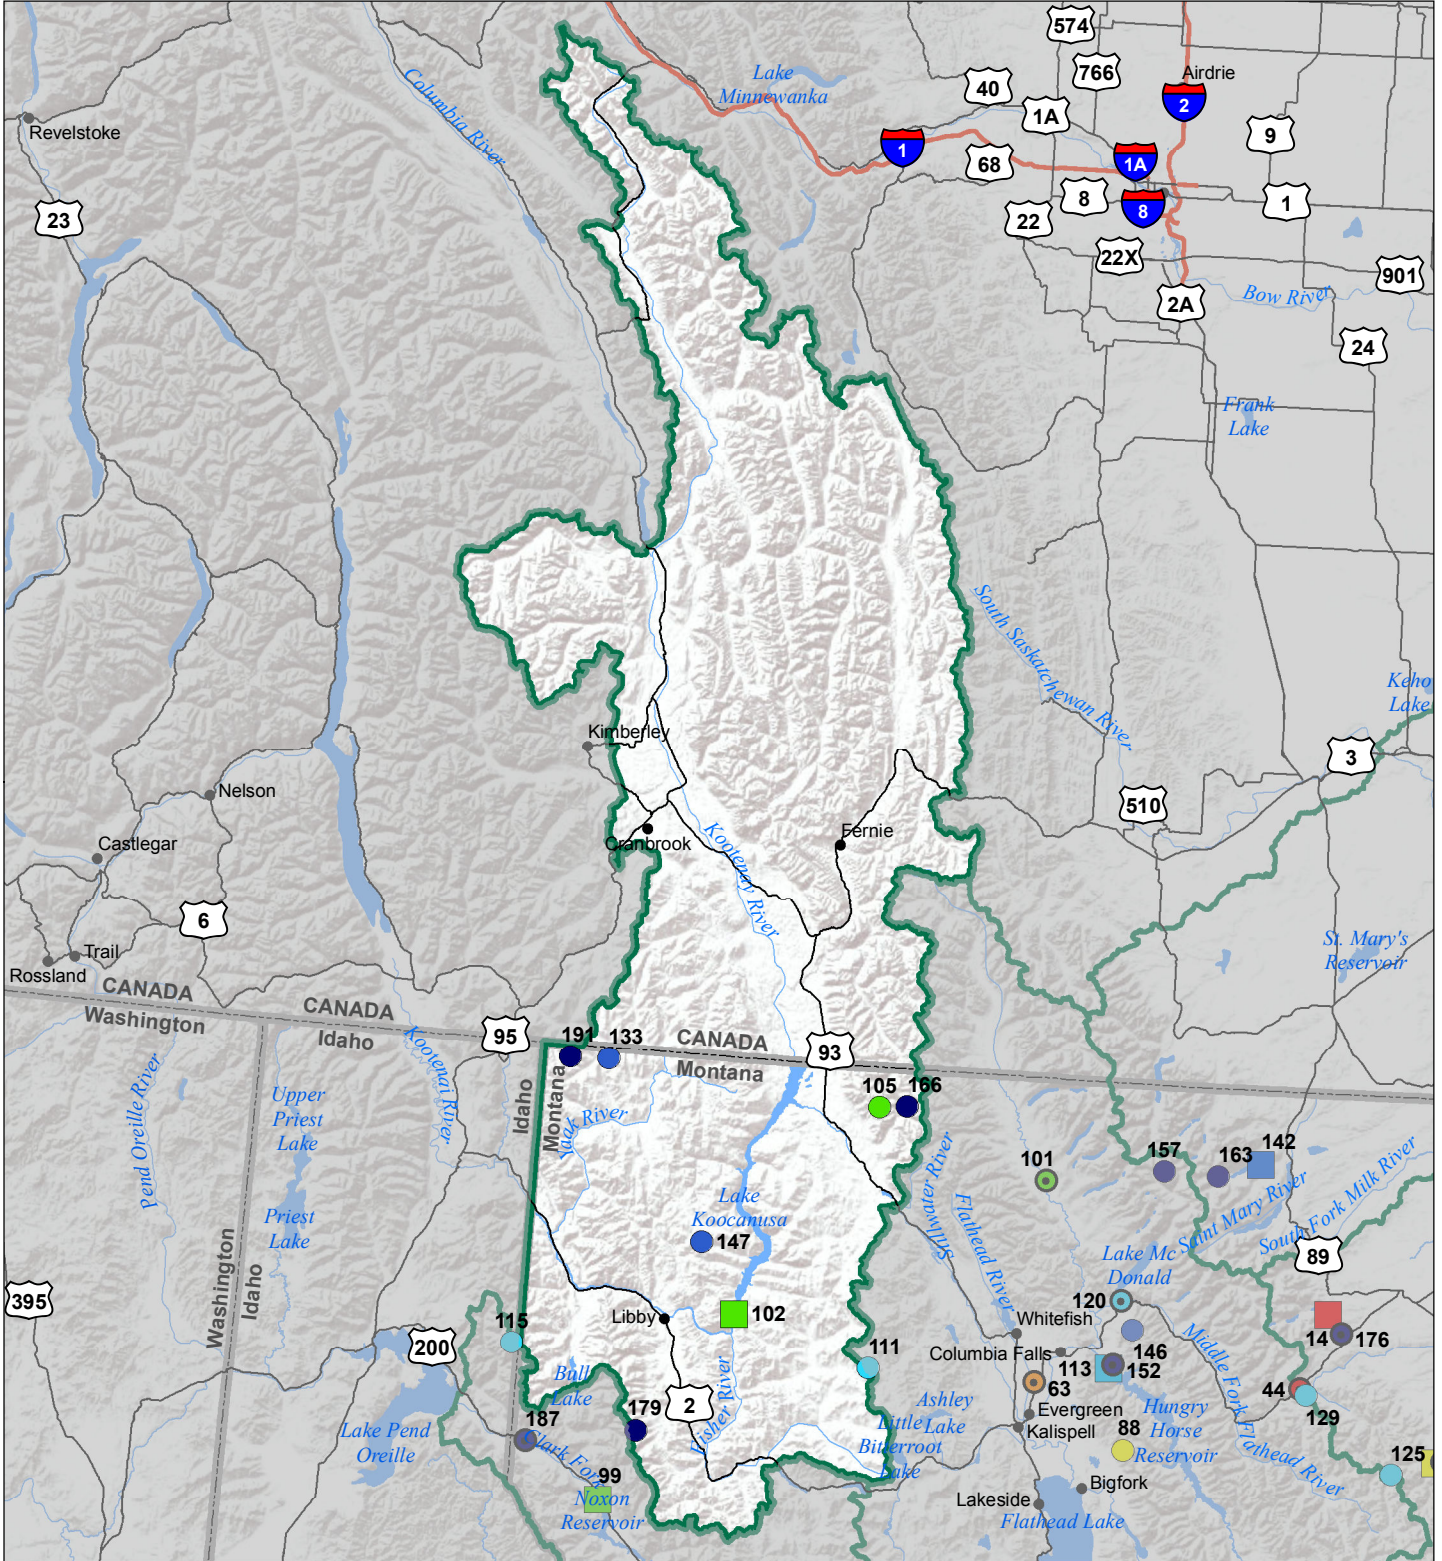 574
766
Airdrie
40
2
Lake
Minnewanka
1A
9
Columbia River
Revelstoke
1
68
1A
8
1
23
22
8
22X
901
2A
Bow River
24
Frank
Lake
South Saskatchewan River
Keho
Lake
Kimberley
3
Nelson
510
Castlegar
Cranbrook
Fernie
Kootenay River
6
Trail
Rossland
St. Mary's
Reservoir
CANADA
Washington
CANADA
Idaho
95
191
133
CANADA
Montana
93
Kootenai River
Pend Oreille River
Upper
Priest
Lake
Idaho
Montana
Yaak River
105
166
101
157
163
142
Stillwater River
Flathead River
Saint Mary River
South Fork Milk River
Priest
Lake
Washington
Idaho
Lake
Koocanusa
147
Lake Mc
Donald
89
395
115
200
Libby
102
120
Whitefish
146
14
176
Columbia Falls
113
152
111
Bull
Lake
179
2
Fisher River
63
Middle Fork Flathead River
44
129
Ashley
Lake
Evergreen
Kalispell
Hungry
Horse
Reservoir
88
Little
Bitterroot
Lake
Lake Pend
Oreille
187
Clark Fork
99
Noxon
Reservoir
125
Bigfork
Lakeside
Flathead Lake